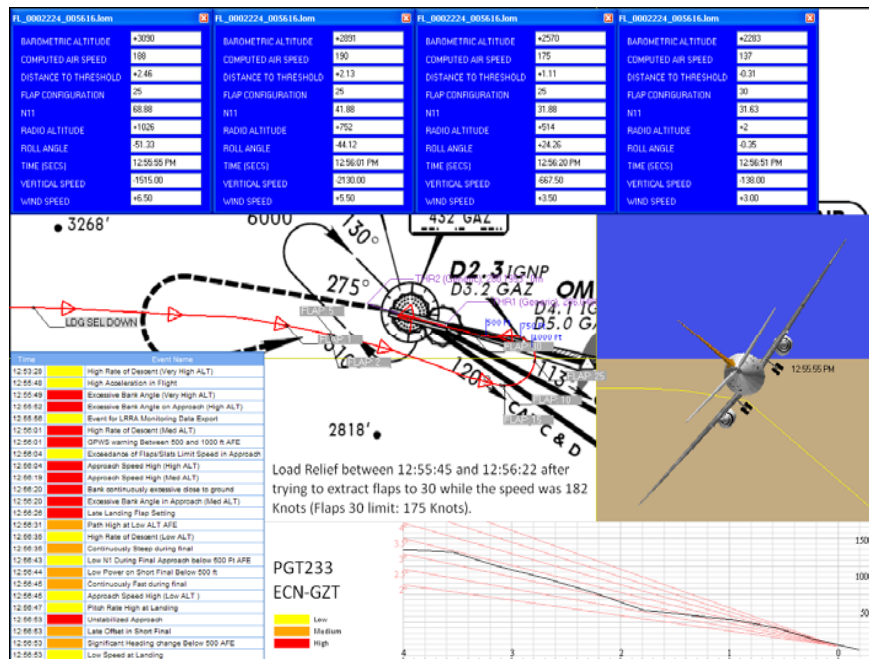 FL_0002224_005616.lom
BAROMETRIC ALTITUDE +3090
COMPUTED AIR SPEED 188
DISTANCE TO THRESHOLD +2.46
FLAP CONFIGURATION 25
N11 68.88
RADIO ALTITUDE +1026
ROLL ANGLE -51.33
TIME (SECS) 12:55:55 PM
VERTICAL SPEED -1515.00
WIND SPEED +6.50
FL_0002224_005616.lom
BAROMETRIC ALTITUDE +2891
COMPUTED AIR SPEED 190
DISTANCE TO THRESHOLD +2.13
FLAP CONFIGURATION 25
N11 41.88
RADIO ALTITUDE +752
ROLL ANGLE -44.12
TIME (SECS) 12:56:01 PM
VERTICAL SPEED -2130.00
WIND SPEED +5.50
FL_0002224_005616.lom
BAROMETRIC ALTITUDE +2570
COMPUTED AIR SPEED 175
DISTANCE TO THRESHOLD +1.11
FLAP CONFIGURATION 25
N11 31.88
RADIO ALTITUDE +514
ROLL ANGLE +24.26
TIME (SECS) 12:56:20 PM
VERTICAL SPEED -667.50
WIND SPEED +3.50
FL_0002224_005616.lom
BAROMETRIC ALTITUDE +2283
COMPUTED AIR SPEED 137
DISTANCE TO THRESHOLD -0.31
FLAP CONFIGURATION 30
N11 31.63
RADIO ALTITUDE +2
ROLL ANGLE -0.35
TIME (SECS) 12:56:51 PM
VERTICAL SPEED -138.00
WIND SPEED +3.00
3268'
6000
432 GAZ
130°
275°
D2.3 IGNP
D3.2 GAZ
OM
D4.1
D5.0
LDG SEL DOWN
FLAP 5
FLAP 1
500 Ft
750
1000 Ft
120°
113°
FLAP 25
FLAP 10
FLAP 15
CAT C & D
2818'
12:55:55 PM
Time Event Name
12:53:28 High Rate of Descent (Very High ALT)
12:55:48 High Acceleration in Flight
12:55:49 Excessive Bank Angle (Very High ALT)
12:55:52 Excessive Bank Angle on Approach (High ALT)
12:55:56 Event for LRRA Monitoring Data Export
12:56:01 High Rate of Descent (Med ALT)
12:56:01 GPWS warning Between 500 and 1000 ft AFE
12:56:04 Exceedance of Flaps/Slats Limit Speed in Approach
12:56:04 Approach Speed High (High ALT)
12:56:19 Approach Speed High (Med ALT)
12:56:20 Bank continuously excessive close to ground
12:56:20 Excessive Bank Angle in Approach (Med ALT)
12:56:26 Late Landing Flap Setting
12:56:31 Path High at Low ALT AFE
12:56:35 High Rate of Descent (Low ALT)
12:56:35 Continuously Steep during final
12:56:43 Low N1 During Final Approach below 500 Ft AFE
12:56:44 Low Power on Short Final Below 500 ft
12:56:45 Continuously Fast during final
12:56:45 Approach Speed High (Low ALT )
12:56:47 Pitch Rate High at Landing
12:56:53 Unstabilized Approach
12:56:53 Late Offset in Short Final
12:56:53 Significant Heading change Below 500 AFE
12:56:53 Low Speed at Landing
Load Relief between 12:55:45 and 12:56:22 after
trying to extract flaps to 30 while the speed was 182
Knots (Flaps 30 limit: 175 Knots).
PGT233
ECN-GZT
Low
Medium
High
1500
1000
4 3 2 1 0